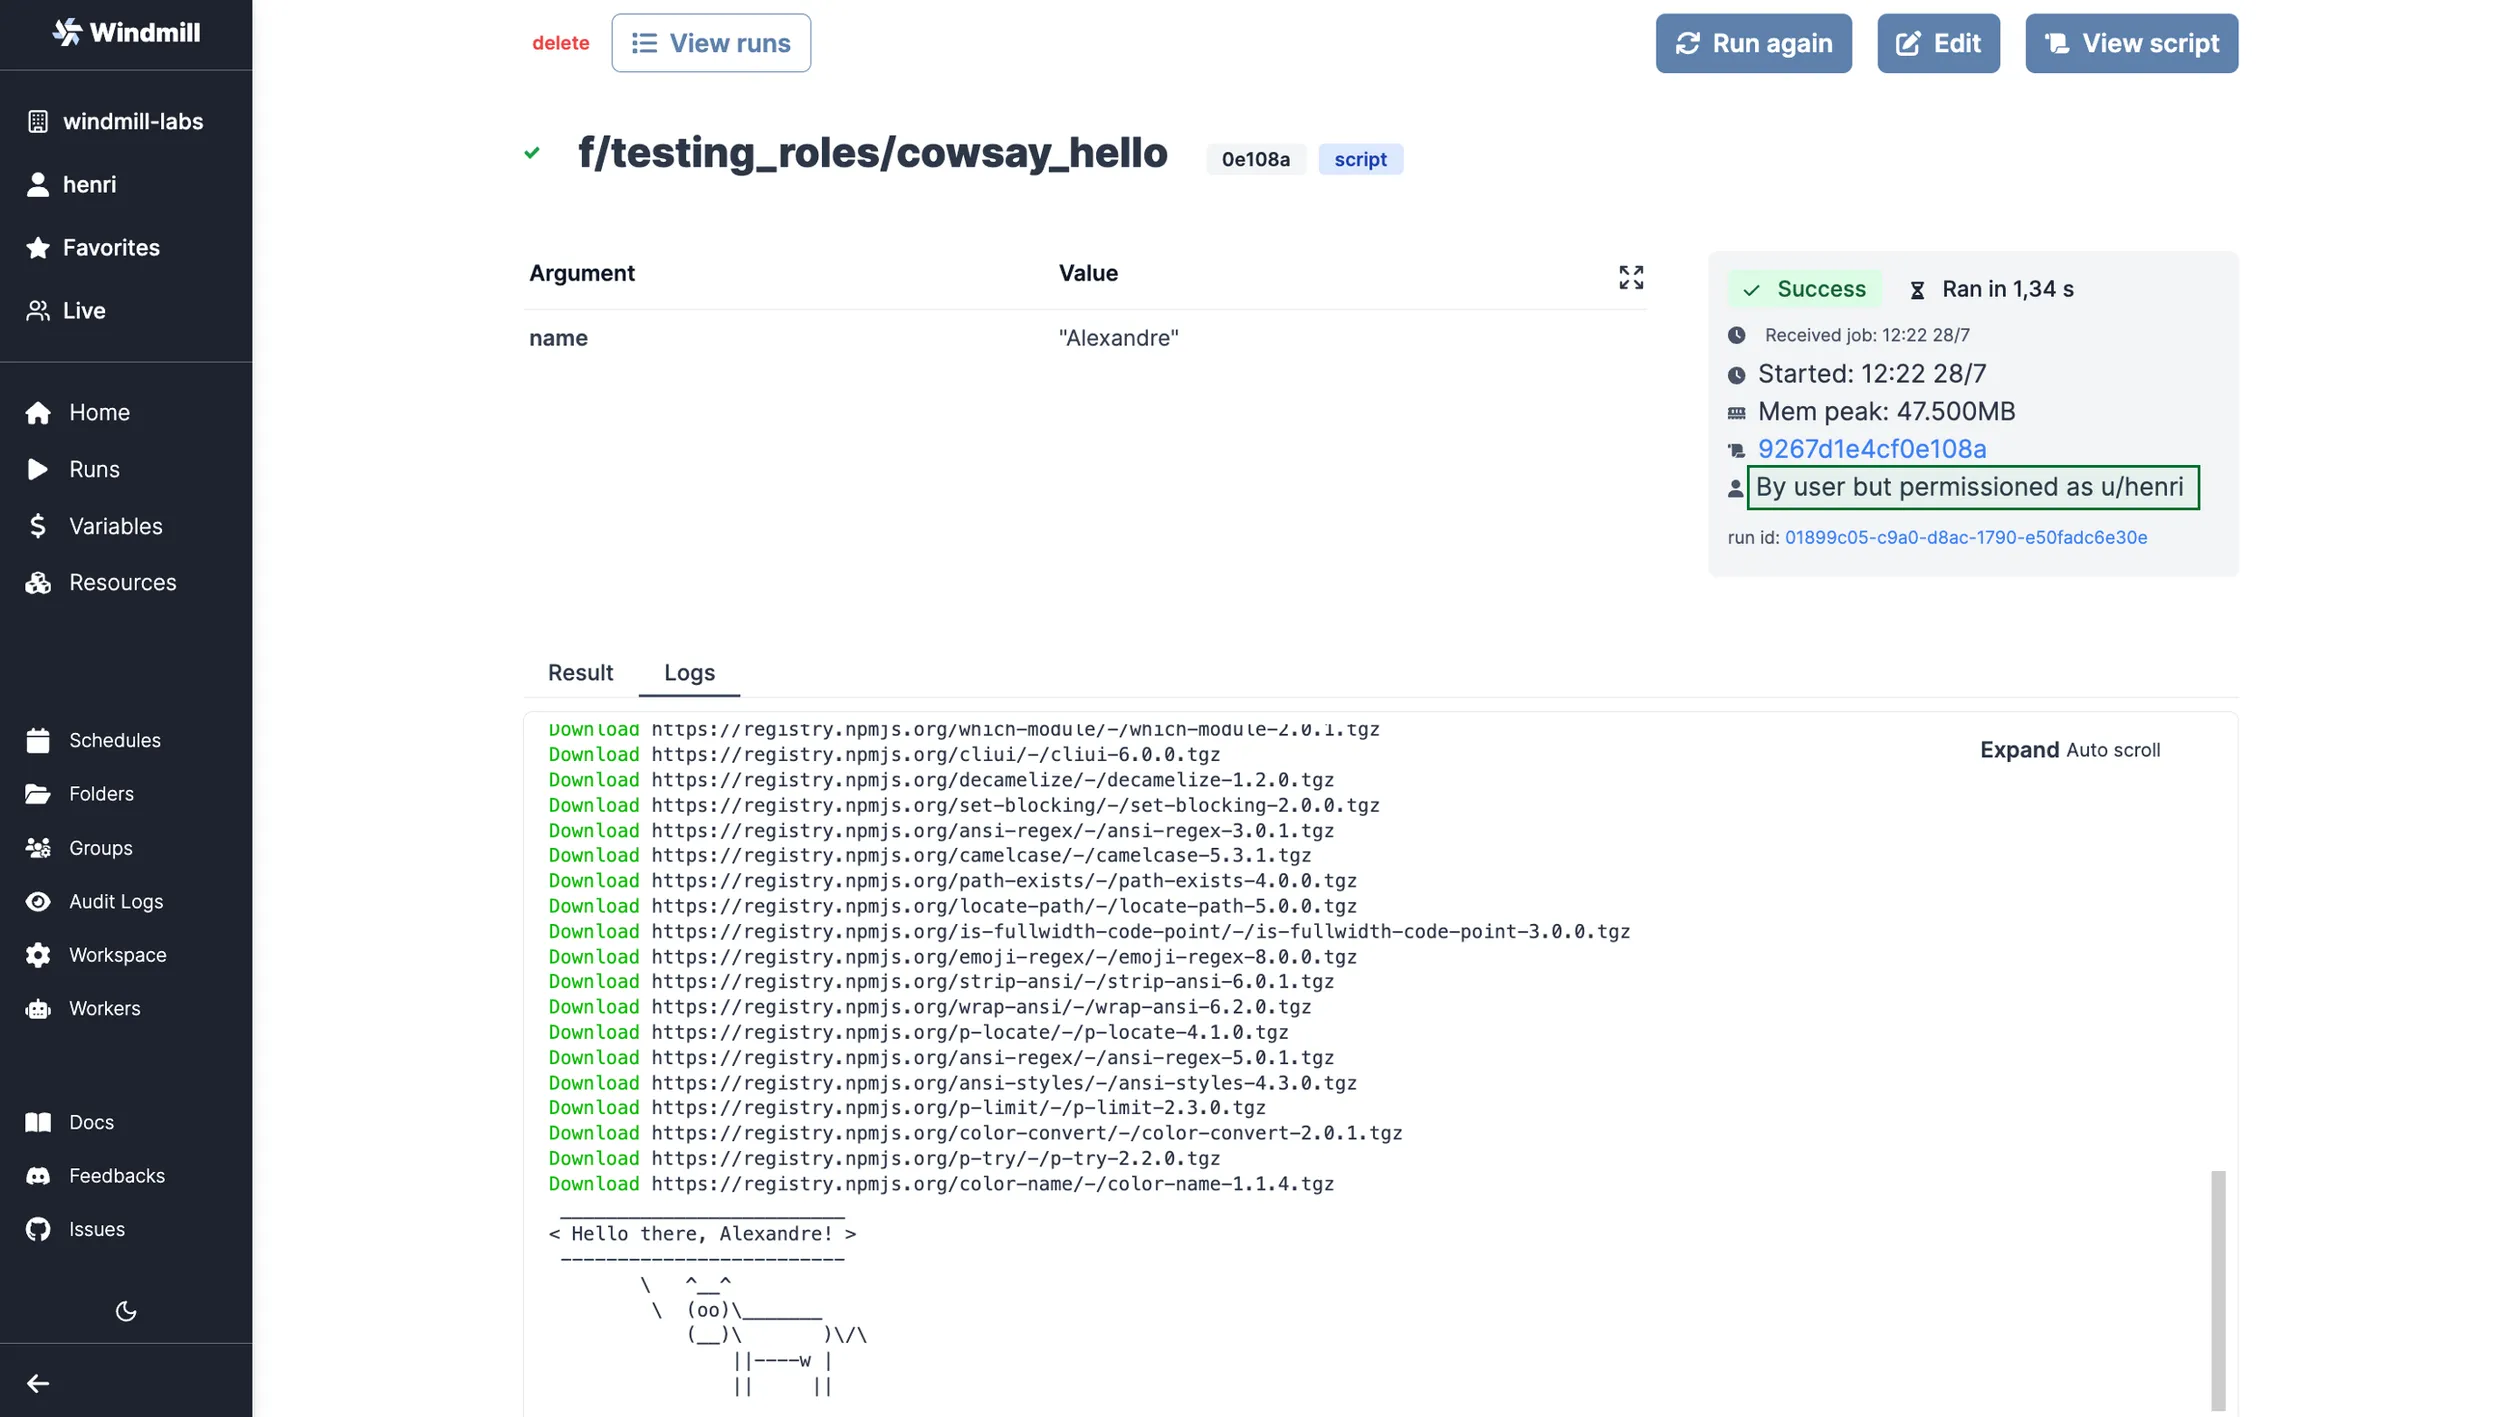 Windmill
windmill-labs
henri
Favorites
Live
Home
Runs
Variables
Resources
Schedules
Folders
Groups
Audit Logs
Workspace
Workers
Docs
Feedbacks
Issues
delete
View runs
Run again
Edit
View script
f/testing_roles/cowsay_hello 0e108a script
Argument Value
name "Alexandre"
Success Ran in 1,34 s
Received job: 12:22 28/7
Started: 12:22 28/7
Mem peak: 47.500MB
9267d1e4cf0e108a
By user but permissioned as u/henri
run id: 01899c05-c9a0-d8ac-1790-e50fadc6e30e
Result Logs
Expand Auto scroll
Download https://registry.npmjs.org/which-module/-/which-module-2.0.1.tgz
Download https://registry.npmjs.org/cliui/-/cliui-6.0.0.tgz
Download https://registry.npmjs.org/decamelize/-/decamelize-1.2.0.tgz
Download https://registry.npmjs.org/set-blocking/-/set-blocking-2.0.0.tgz
Download https://registry.npmjs.org/ansi-regex/-/ansi-regex-3.0.1.tgz
Download https://registry.npmjs.org/camelcase/-/camelcase-5.3.1.tgz
Download https://registry.npmjs.org/path-exists/-/path-exists-4.0.0.tgz
Download https://registry.npmjs.org/locate-path/-/locate-path-5.0.0.tgz
Download https://registry.npmjs.org/is-fullwidth-code-point/-/is-fullwidth-code-point-3.0.0.tgz
Download https://registry.npmjs.org/emoji-regex/-/emoji-regex-8.0.0.tgz
Download https://registry.npmjs.org/strip-ansi/-/strip-ansi-6.0.1.tgz
Download https://registry.npmjs.org/wrap-ansi/-/wrap-ansi-6.2.0.tgz
Download https://registry.npmjs.org/p-locate/-/p-locate-4.1.0.tgz
Download https://registry.npmjs.org/ansi-regex/-/ansi-regex-5.0.1.tgz
Download https://registry.npmjs.org/ansi-styles/-/ansi-styles-4.3.0.tgz
Download https://registry.npmjs.org/p-limit/-/p-limit-2.3.0.tgz
Download https://registry.npmjs.org/color-convert/-/color-convert-2.0.1.tgz
Download https://registry.npmjs.org/p-try/-/p-try-2.2.0.tgz
Download https://registry.npmjs.org/color-name/-/color-name-1.1.4.tgz
 _________________________
< Hello there, Alexandre! >
 -------------------------
        \   ^__^
         \  (oo)\_______
            (__)\       )\/\
                ||----w |
                ||     ||